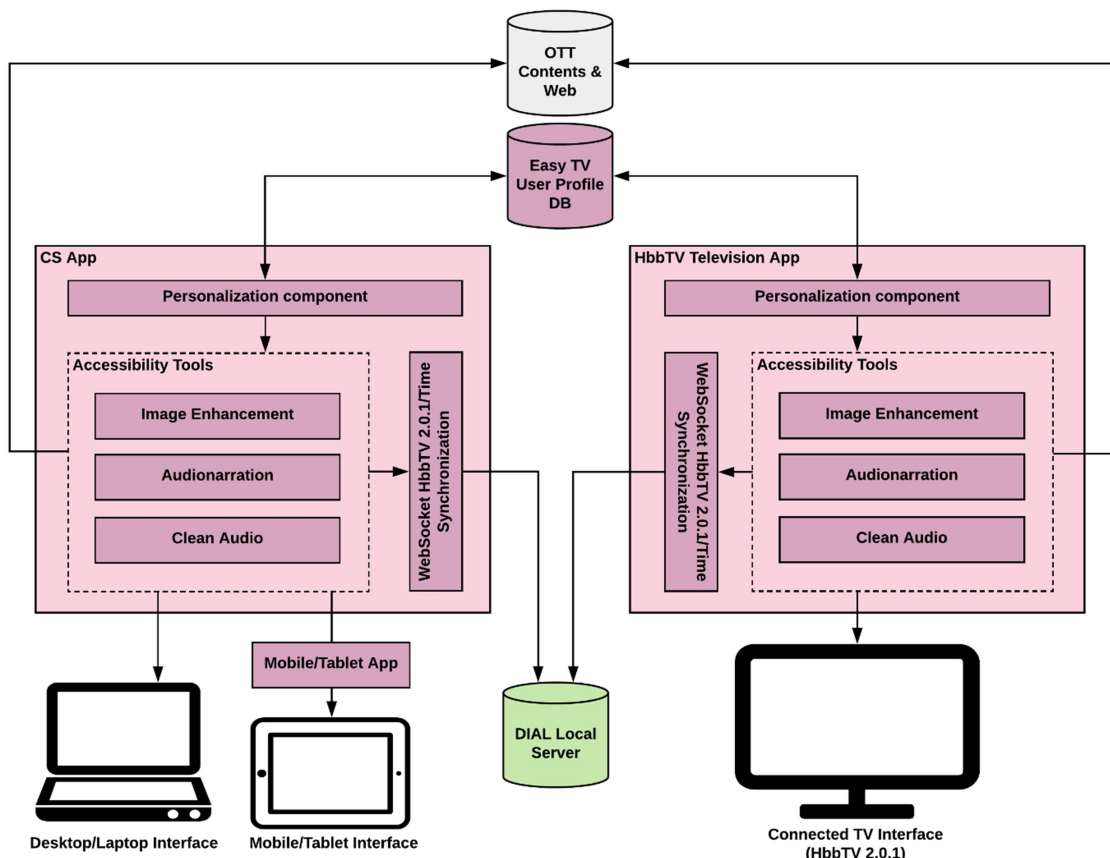 OTT
Contents &
Web
Easy TV
User Profile
DB
CS App
Personalization component
Accessibility Tools
Image Enhancement
Audionarration
Clean Audio
WebSocket HbbTV 2.0.1/Time
Synchronization
HbbTV Television App
Personalization component
WebSocket HbbTV 2.0.1/Time
Synchronization
Accessibility Tools
Image Enhancement
Audionarration
Clean Audio
Mobile/Tablet App
DIAL Local
Server
Desktop/Laptop Interface
Mobile/Tablet Interface
Connected TV Interface
(HbbTV 2.0.1)